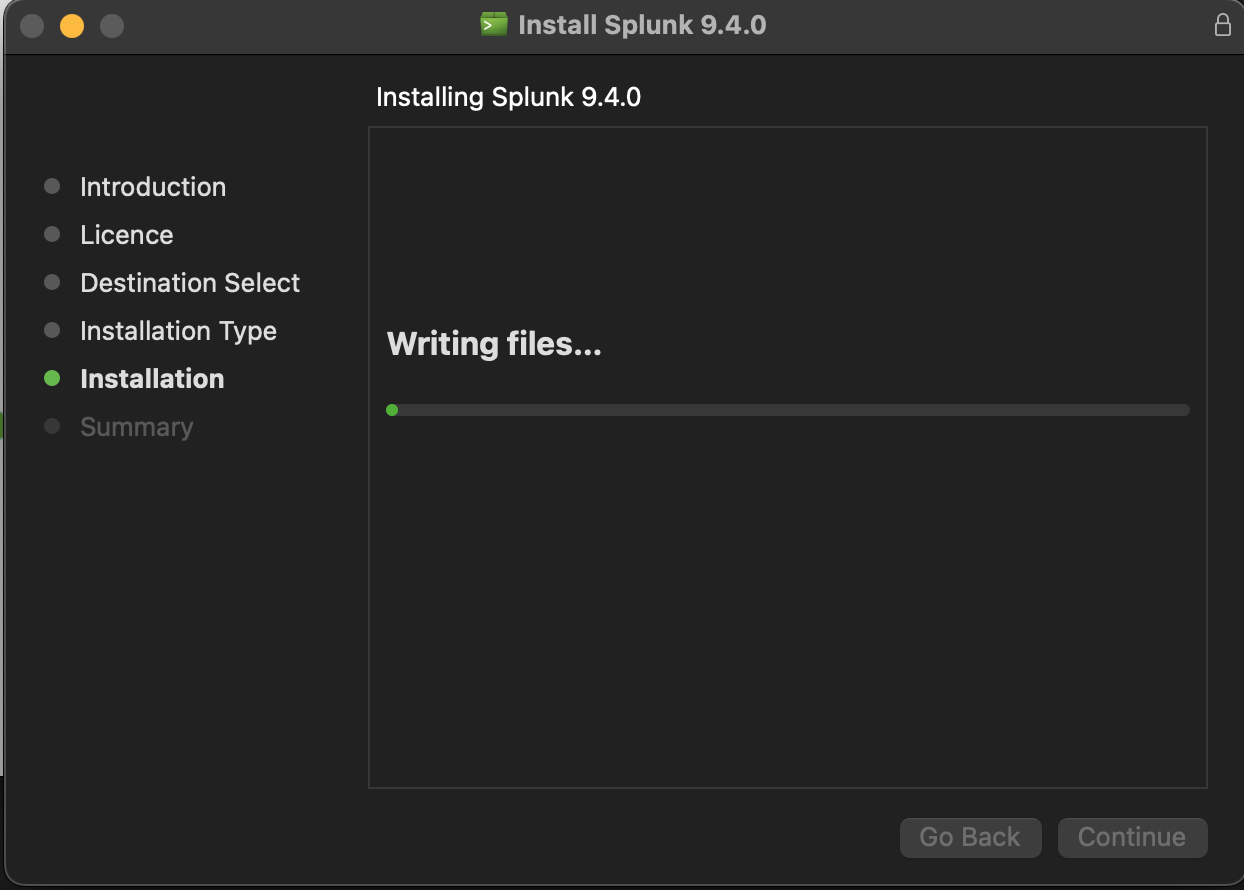 Install Splunk 9.4.0
Installing Splunk 9.4.0
Introduction
Licence
Destination Select
Installation Type
Installation
Summary
Writing files...
Go Back
Continue